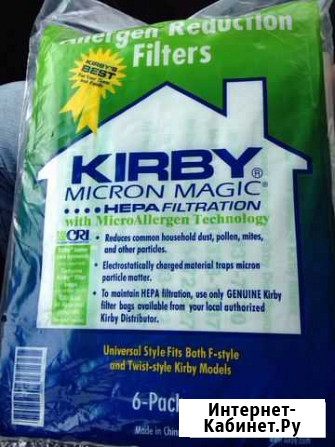 Allergen Reduction
Filters
KIRBY'S
BEST
KIRBY®
MICRON MAGIC®
HEPA FILTRATION
with MicroAllergen Technology
CRI
• Reduces common household dust, pollen, mites,
and other particles.
• Electrostatically charged material traps micron
particle matter.
• To maintain HEPA filtration, use only GENUINE Kirby
filter bags available from your local authorized
Kirby Distributor.
Universal Style Fits Both F-style
and Twist-style Kirby Models
6-Pack
Made in China
Интернет-
Кабинет.Ру